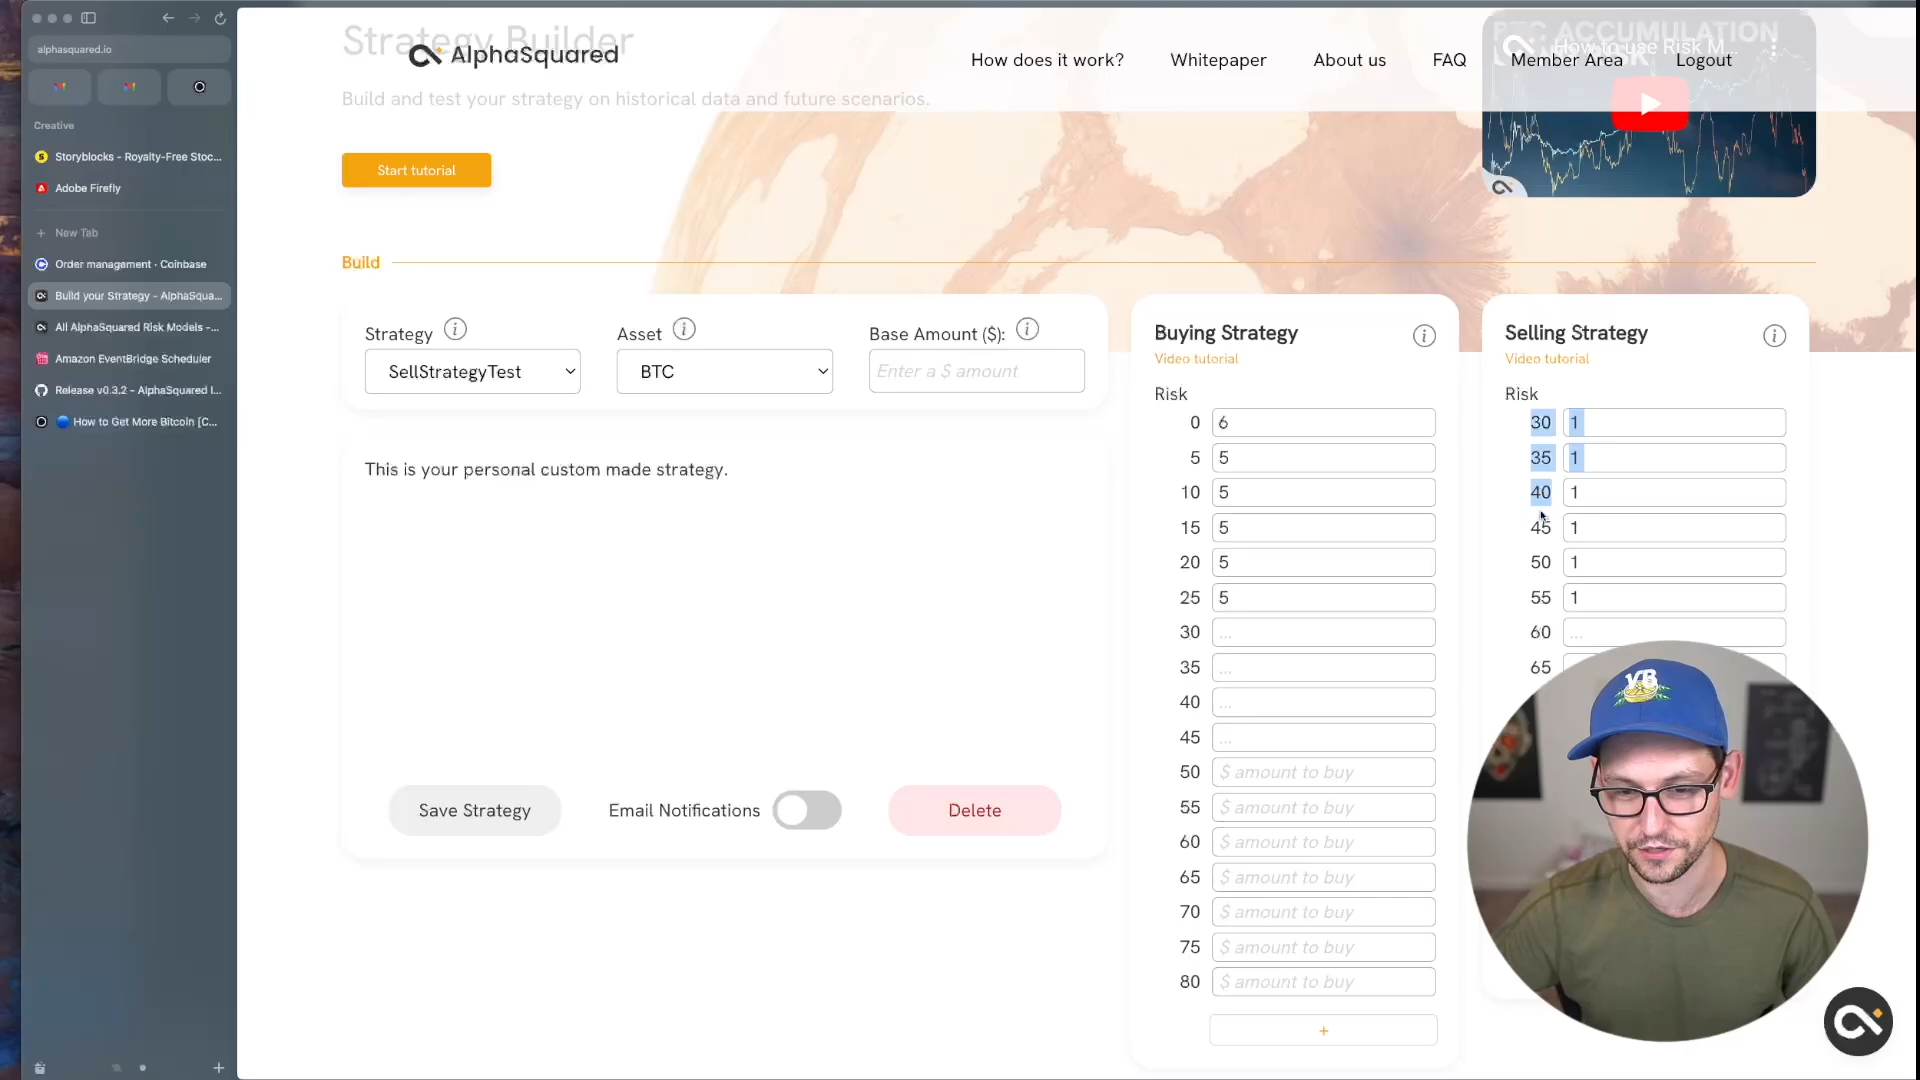 alphasquared.io
Creative
Storyblocks - Royalty-Free Stoc...
Adobe Firefly
New Tab
Order management · Coinbase
Build your Strategy - AlphaSqua...
All AlphaSquared Risk Models -...
Amazon EventBridge Scheduler
Release v0.3.2 - AlphaSquared I...
🔵 How to Get More Bitcoin [C...
Strategy Builder
AlphaSquared
How does it work?
Whitepaper
About us
FAQ
Member Area
Logout
BTC ACCUMULATION
How to use Risk M...
Build and test your strategy on historical data and future scenarios.
Start tutorial
Build
Strategy
SellStrategyTest
Asset
BTC
Base Amount ($):
Enter a $ amount
This is your personal custom made strategy.
Save Strategy
Email Notifications
Delete
Buying Strategy
Video tutorial
Risk
0 6
5 5
10 5
15 5
20 5
25 5
30 ...
35 ...
40 ...
45 ...
50 $ amount to buy
55 $ amount to buy
60 $ amount to buy
65 $ amount to buy
70 $ amount to buy
75 $ amount to buy
80 $ amount to buy
+
Selling Strategy
Video tutorial
Risk
30 1
35 1
40 1
45 1
50 1
55 1
60 ...
65
VB